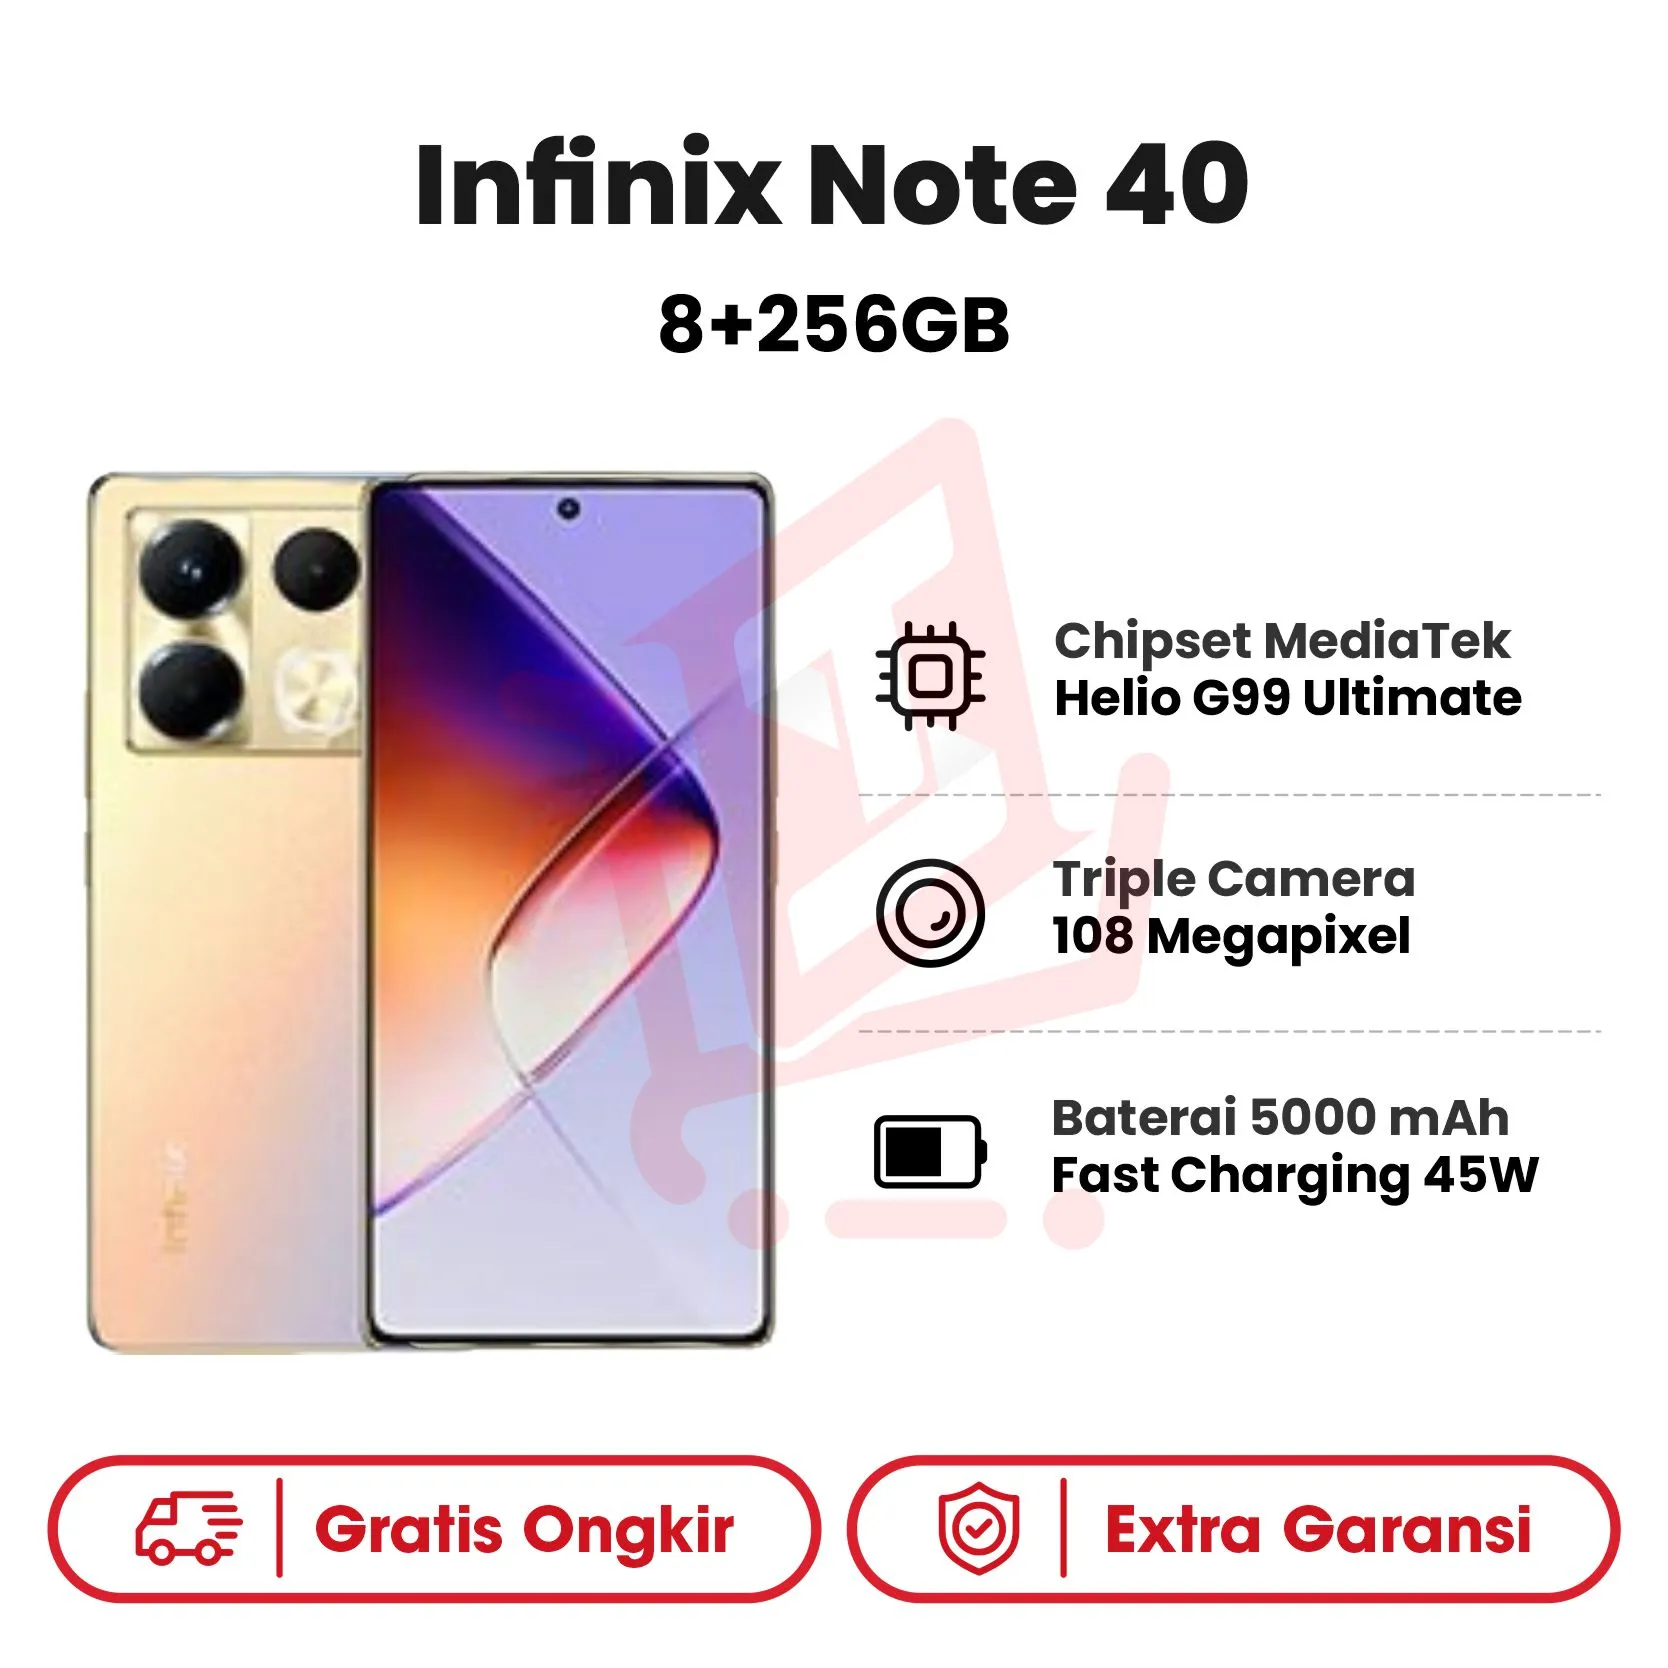 Infinix Note 40
8+256GB
Chipset MediaTek
Helio G99 Ultimate
Triple Camera
108 Megapixel
Baterai 5000 mAh
Fast Charging 45W
Infinix
Gratis Ongkir
Extra Garansi